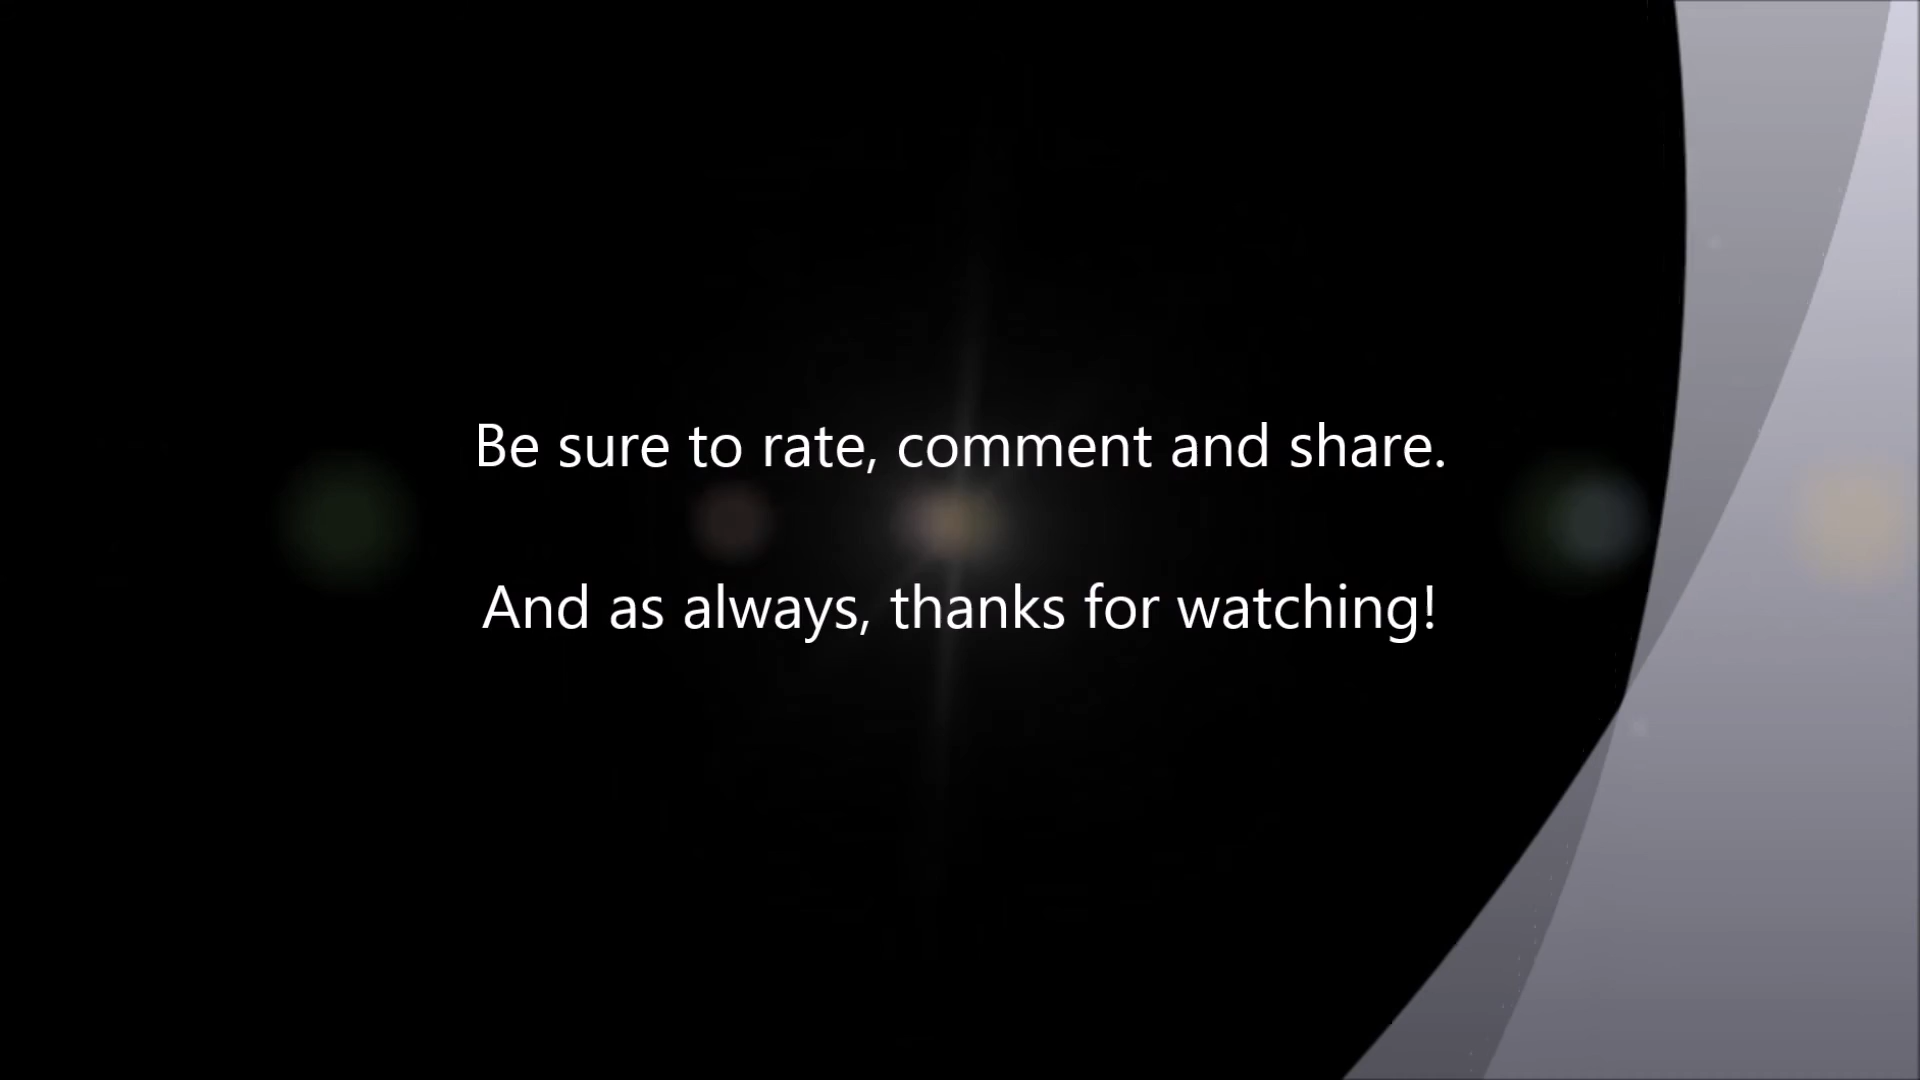 Be sure to rate, comment and share.
And as always, thanks for watching!